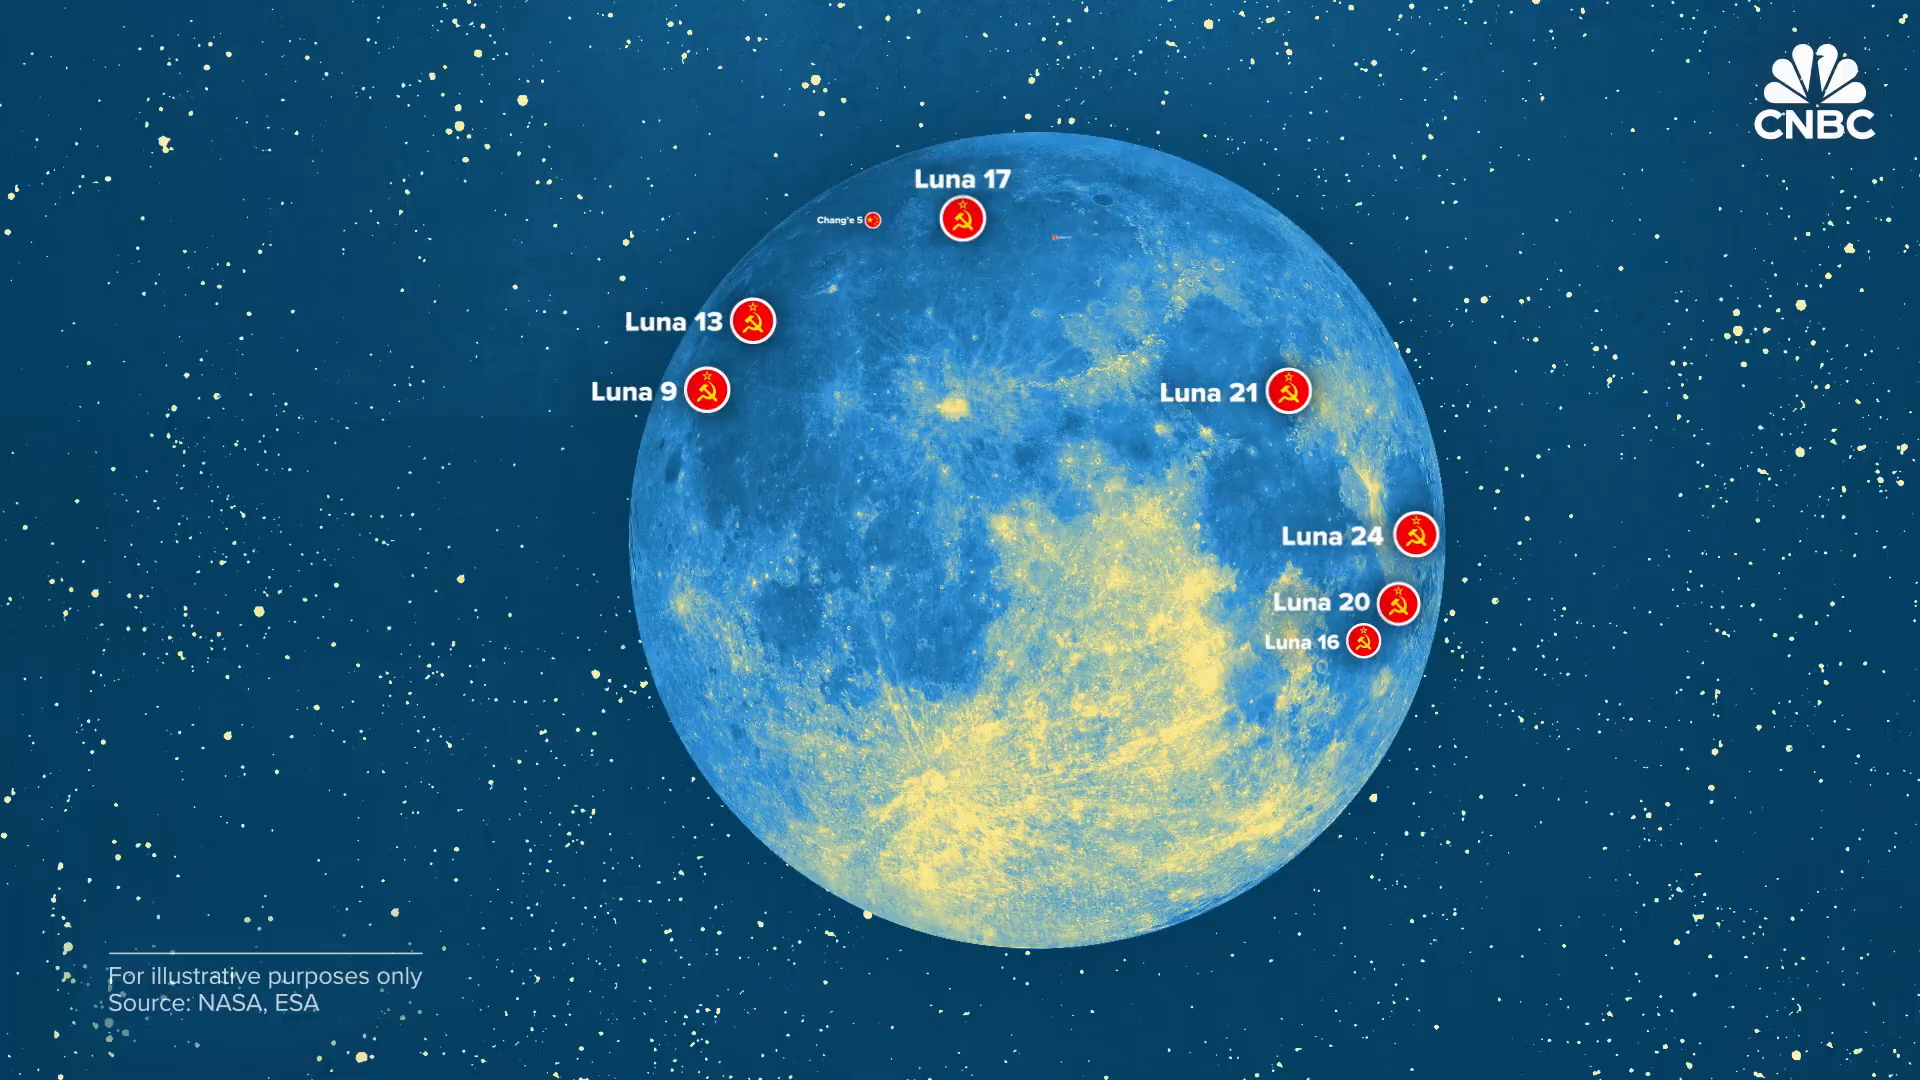 CNBC
Luna 17
Chang'e 5
Luna 13
Luna 9
Luna 21
Luna 24
Luna 20
Luna 16
For illustrative purposes only
Source: NASA, ESA